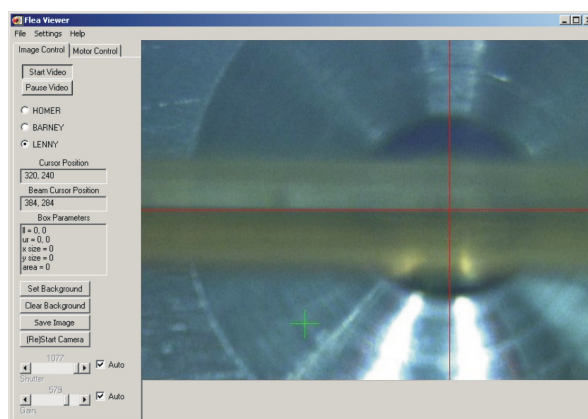 Flea Viewer
File Settings Help
Image Control Motor Control
Start Video
Pause Video
HOMER
BARNEY
LENNY
Cursor Position
320, 240
Beam Cursor Position
384, 284
Box Parameters
ll = 0, 0
ur = 0, 0
x size = 0
y size = 0
area = 0
Set Background
Clear Background
Save Image
(Re)Start Camera
1077
Auto
Shutter
579
Auto
Gain